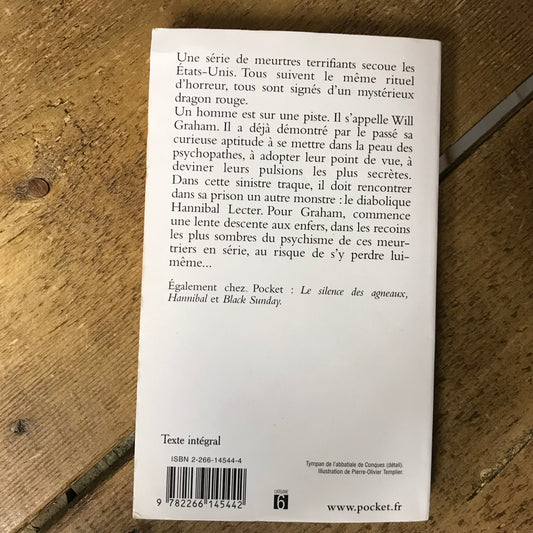 Une série de meurtres terrifiants secoue les
États-Unis. Tous suivent le même rituel
d'horreur, tous sont signés d'un mystérieux
dragon rouge.
Un homme est sur une piste. Il s'appelle Will
Graham. Il a déjà démontré par le passé sa
curieuse aptitude à se mettre dans la peau des
psychopathes, à adopter leur point de vue, à
deviner leurs pulsions les plus secrètes.
Dans cette sinistre traque, il doit rencontrer
dans sa prison un autre monstre : le diabolique
Hannibal Lecter. Pour Graham, commence
une lente descente aux enfers, dans les recoins
les plus sombres du psychisme de ces meur-
triers en série, au risque de s'y perdre lui-
même...
Également chez Pocket : Le silence des agneaux,
Hannibal et Black Sunday.
Texte intégral
ISBN 2-266-14544-4
Tympan de l'abbatiale de Conques (détail).
Illustration de Pierre-Olivier Templier.
9 782266 145442
CATÉGORIE
6
www.pocket.fr